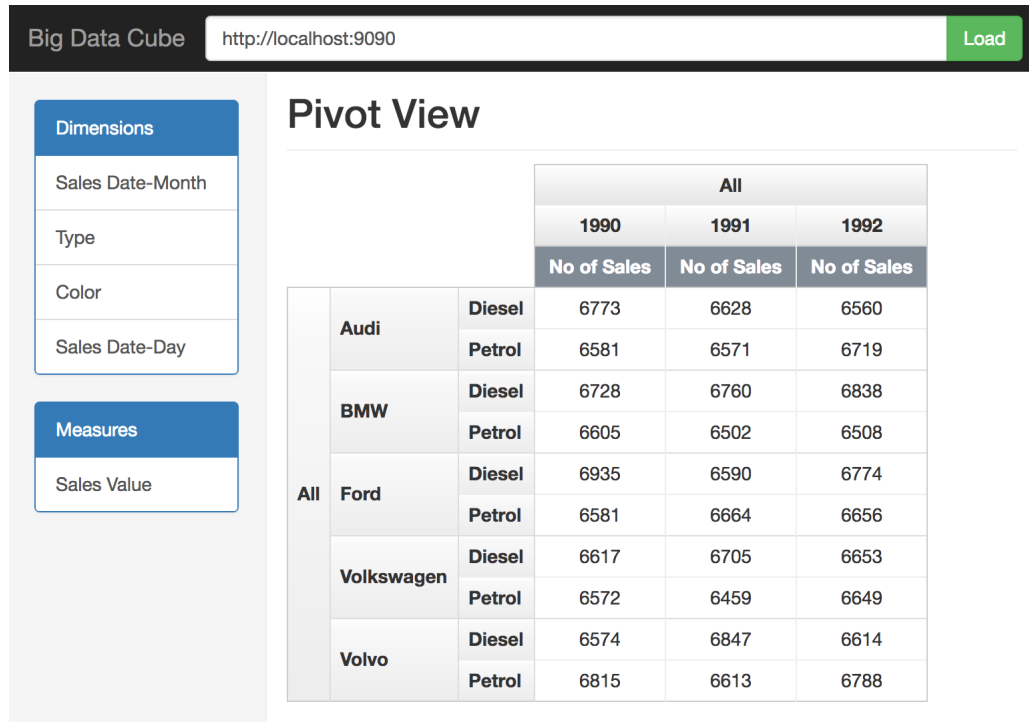 Big Data Cube http://localhost:9090 Load
Dimensions
Sales Date-Month
Type
Color
Sales Date-Day
Measures
Sales Value
Pivot View
All
1990 1991 1992
No of Sales No of Sales No of Sales
All
Audi
Diesel 6773 6628 6560
Petrol 6581 6571 6719
BMW
Diesel 6728 6760 6838
Petrol 6605 6502 6508
Ford
Diesel 6935 6590 6774
Petrol 6581 6664 6656
Volkswagen
Diesel 6617 6705 6653
Petrol 6572 6459 6649
Volvo
Diesel 6574 6847 6614
Petrol 6815 6613 6788